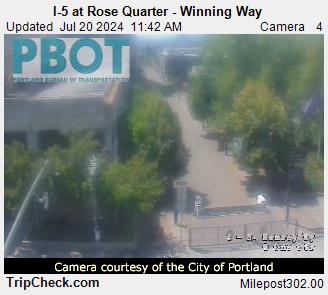 I-5 at Rose Quarter - Winning Way
Updated Jul 20 2024 11:42 AM Camera 4
PBOT
PORTLAND BUREAU OF TRANSPORTATION
Camera courtesy of the City of Portland
TripCheck.com Milepost302.00